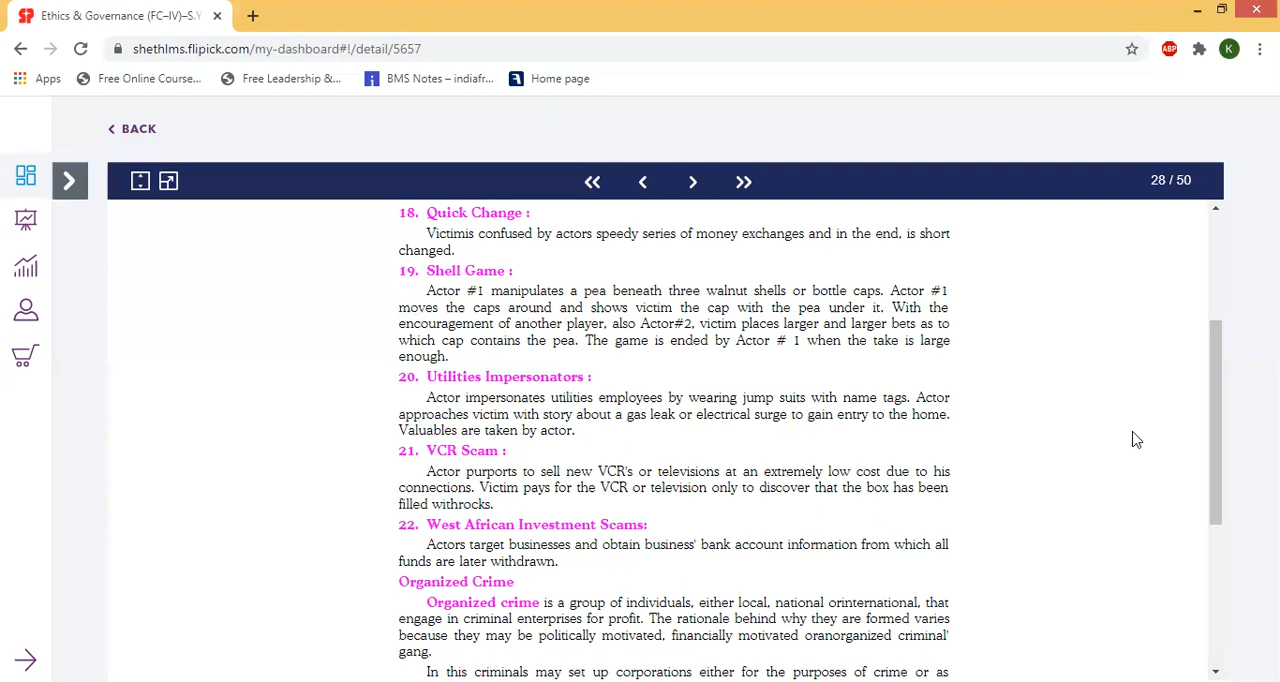 Ethics & Governance (FC–IV)–S.Y.
shethlms.flipick.com/my-dashboard#!/detail/5657
ABP
K
Apps
Free Online Course...
Free Leadership &...
BMS Notes – indiafr...
Home page
BACK
28 / 50
18. Quick Change :
Victimis confused by actors speedy series of money exchanges and in the end, is short
changed.
19. Shell Game :
Actor #1 manipulates a pea beneath three walnut shells or bottle caps. Actor #1
moves the caps around and shows victim the cap with the pea under it. With the
encouragement of another player, also Actor#2, victim places larger and larger bets as to
which cap contains the pea. The game is ended by Actor # 1 when the take is large
enough.
20. Utilities Impersonators :
Actor impersonates utilities employees by wearing jump suits with name tags. Actor
approaches victim with story about a gas leak or electrical surge to gain entry to the home.
Valuables are taken by actor.
21. VCR Scam :
Actor purports to sell new VCR's or televisions at an extremely low cost due to his
connections. Victim pays for the VCR or television only to discover that the box has been
filled withrocks.
22. West African Investment Scams:
Actors target businesses and obtain business' bank account information from which all
funds are later withdrawn.
Organized Crime
Organized crime is a group of individuals, either local, national orinternational, that
engage in criminal enterprises for profit. The rationale behind why they are formed varies
because they may be politically motivated, financially motivated oranorganized criminal'
gang.
In this criminals may set up corporations either for the purposes of crime or as